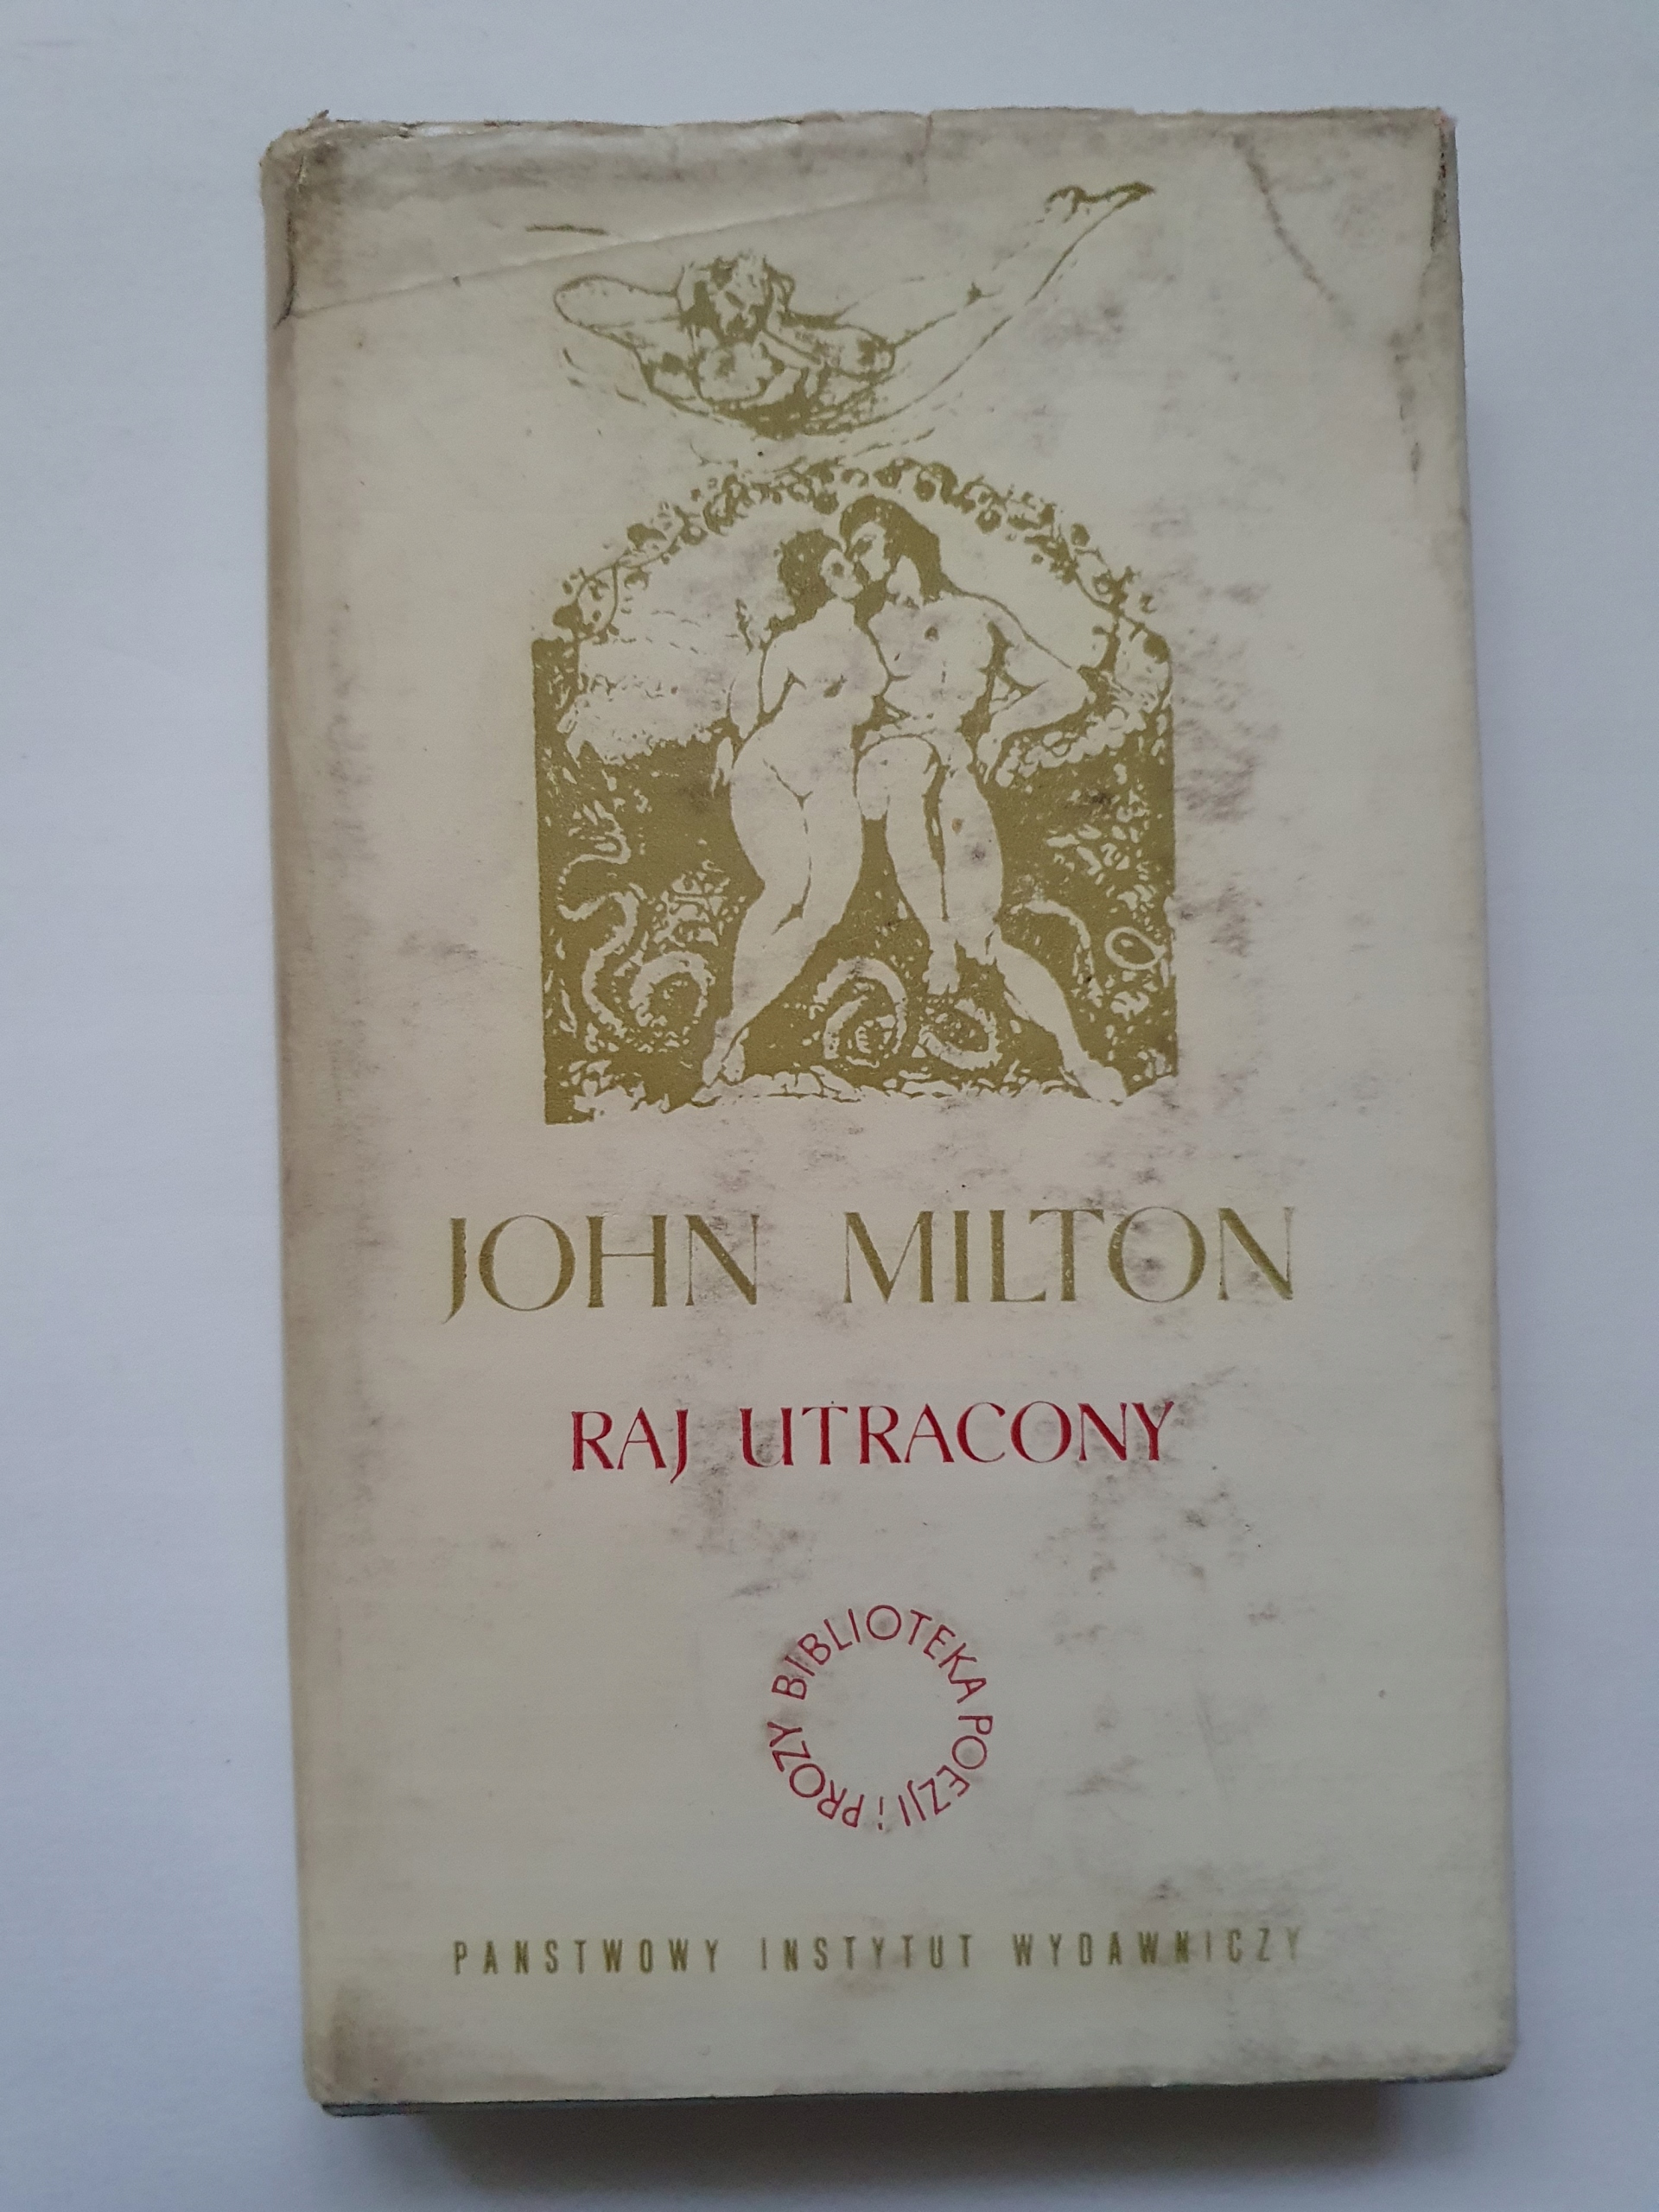 JOHN MILTON
RAJ UTRACONY
BIBLIOTEKA POEZJI i PROZY
PANSTWOWY INSTYTUT WYDAWNICZY